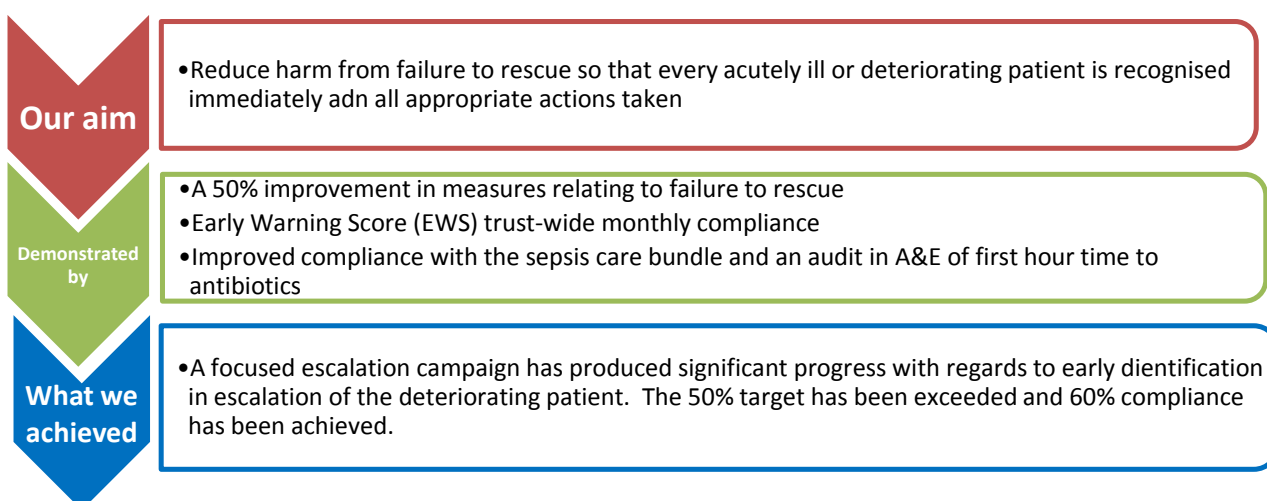 Our aim
•Reduce harm from failure to rescue so that every acutely ill or deteriorating patient is recognised
immediately adn all appropriate actions taken
Demonstrated
by
•A 50% improvement in measures relating to failure to rescue
•Early Warning Score (EWS) trust-wide monthly compliance
•Improved compliance with the sepsis care bundle and an audit in A&E of first hour time to
antibiotics
What we
achieved
•A focused escalation campaign has produced significant progress with regards to early dientification
in escalation of the deteriorating patient.  The 50% target has been exceeded and 60% compliance
has been achieved.